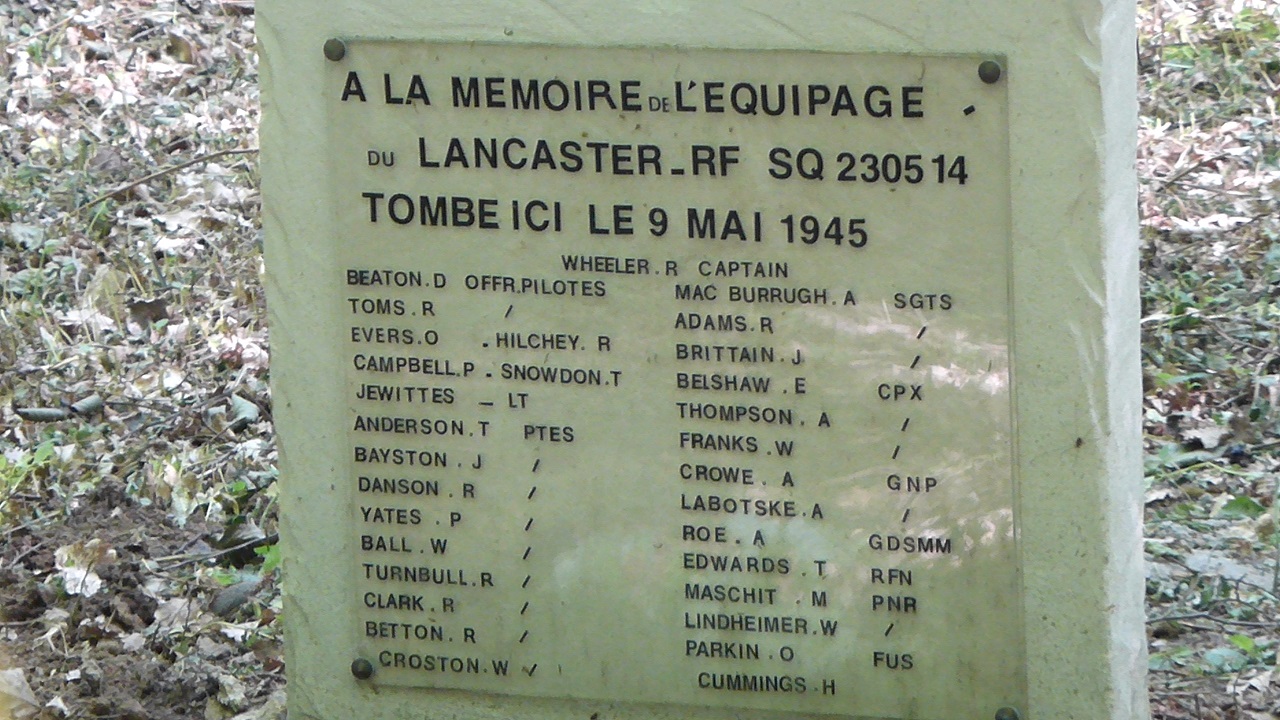 A LA MEMOIRE DE L'EQUIPAGE
DU LANCASTER_RF SQ 230514
TOMBE ICI LE 9 MAI 1945
WHEELER.R CAPTAIN
BEATON.D OFFR.PILOTES
TOMS.R /
EVERS.O .HILCHEY. R
CAMPBELL.P . SNOWDON.T
JEWITTES _ LT
ANDERSON.T PTES
BAYSTON . J /
DANSON . R /
YATES . P /
BALL . W /
TURNBULL.R /
CLARK . R /
BETTON . R /
CROSTON.W /
MAC BURRUGH. A SGTS
ADAMS.R /
BRITTAIN.J /
BELSHAW . E CPX
THOMPSON . A /
FRANKS . W /
CROWE . A GNP
LABOTSKE.A /
ROE . A GDSMM
EDWARDS . T RFN
MASCHIT . M PNR
LINDHEIMER.W /
PARKIN . O FUS
CUMMINGS . H